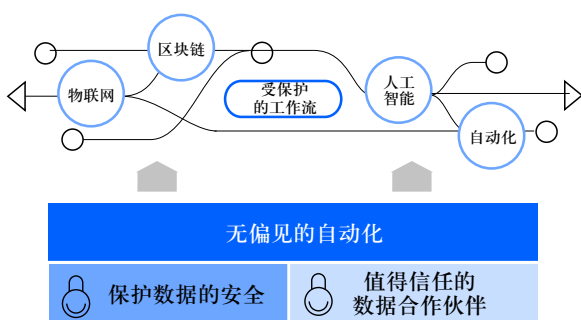 区块链
物联网
受保护
的工作流
人工
智能
自动化
无偏见的自动化
保护数据的安全
值得信任的
数据合作伙伴